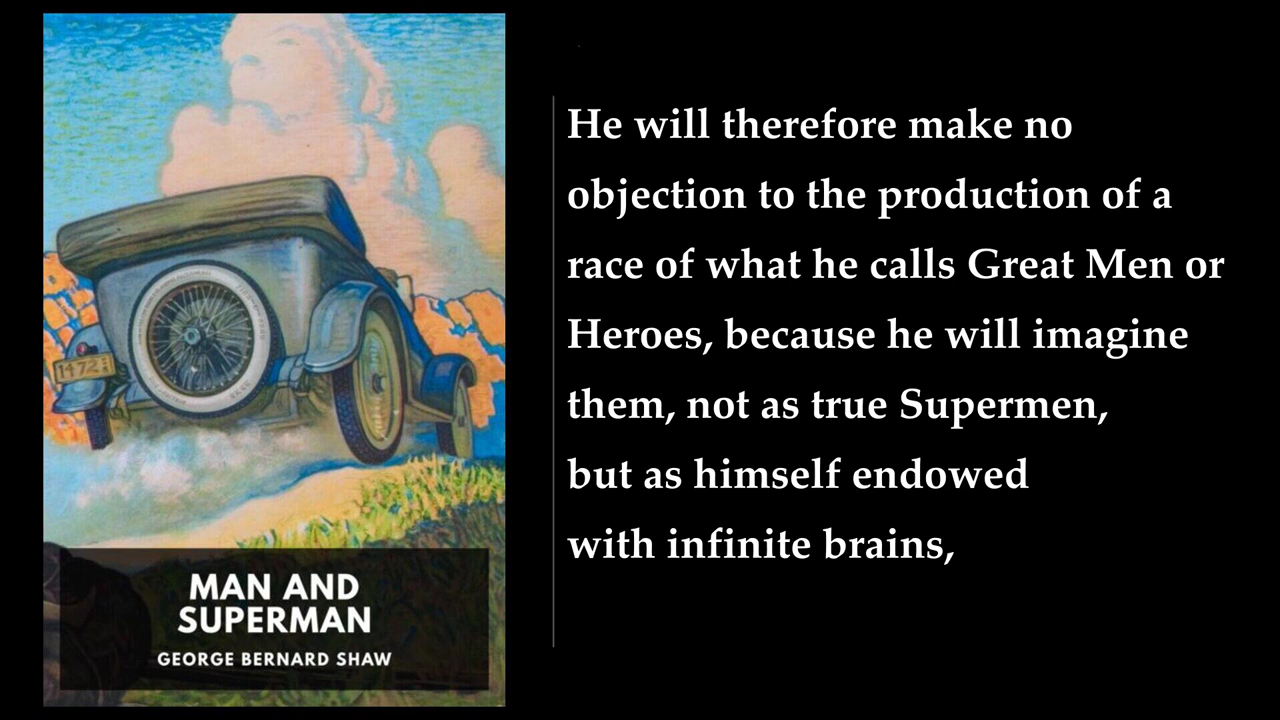 He will therefore make no
objection to the production of a
race of what he calls Great Men or
Heroes, because he will imagine
them, not as true Supermen,
but as himself endowed
with infinite brains,
1472
MAN AND
SUPERMAN
GEORGE BERNARD SHAW